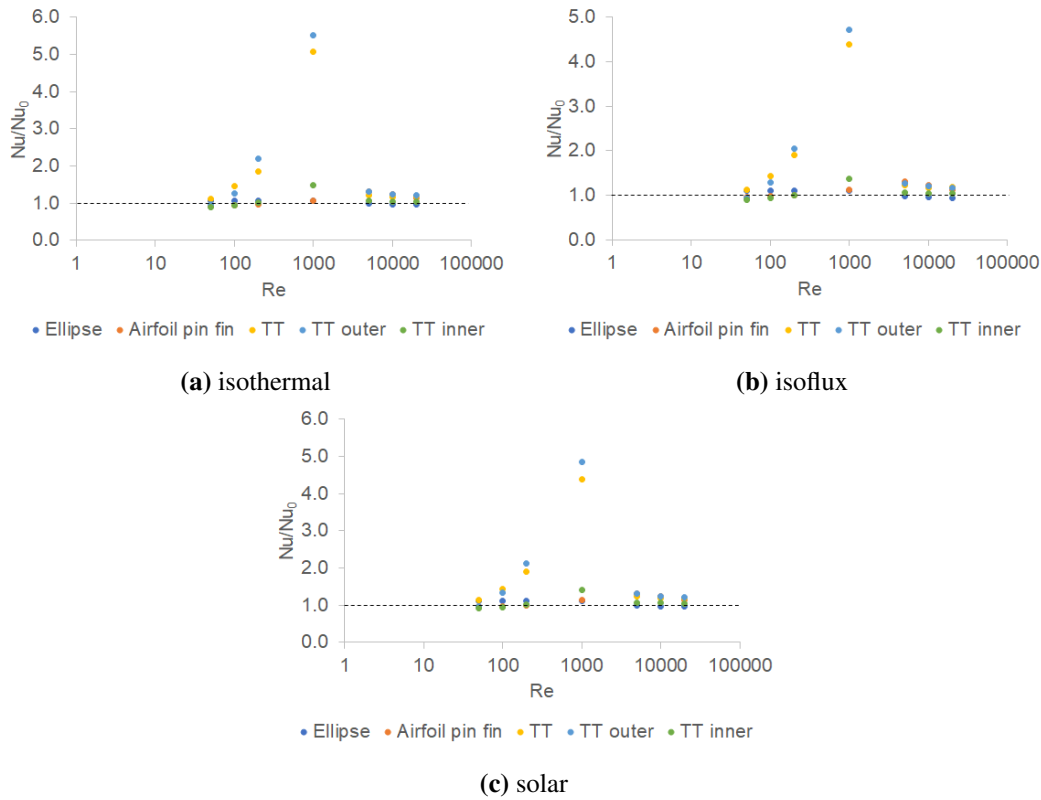 6.0
5.0
4.0
3.0
2.0
1.0
0.0
Nu/Nu0
1 10 100 1000 10000 100000
Re
Ellipse Airfoil pin fin TT TT outer TT inner
(a) isothermal
5.0
4.0
3.0
2.0
1.0
0.0
Nu/Nu0
1 10 100 1000 10000 100000
Re
Ellipse Airfoil pin fin TT TT outer TT inner
(b) isoflux
6.0
5.0
4.0
3.0
2.0
1.0
0.0
Nu/Nu0
1 10 100 1000 10000 100000
Re
Ellipse Airfoil pin fin TT TT outer TT inner
(c) solar